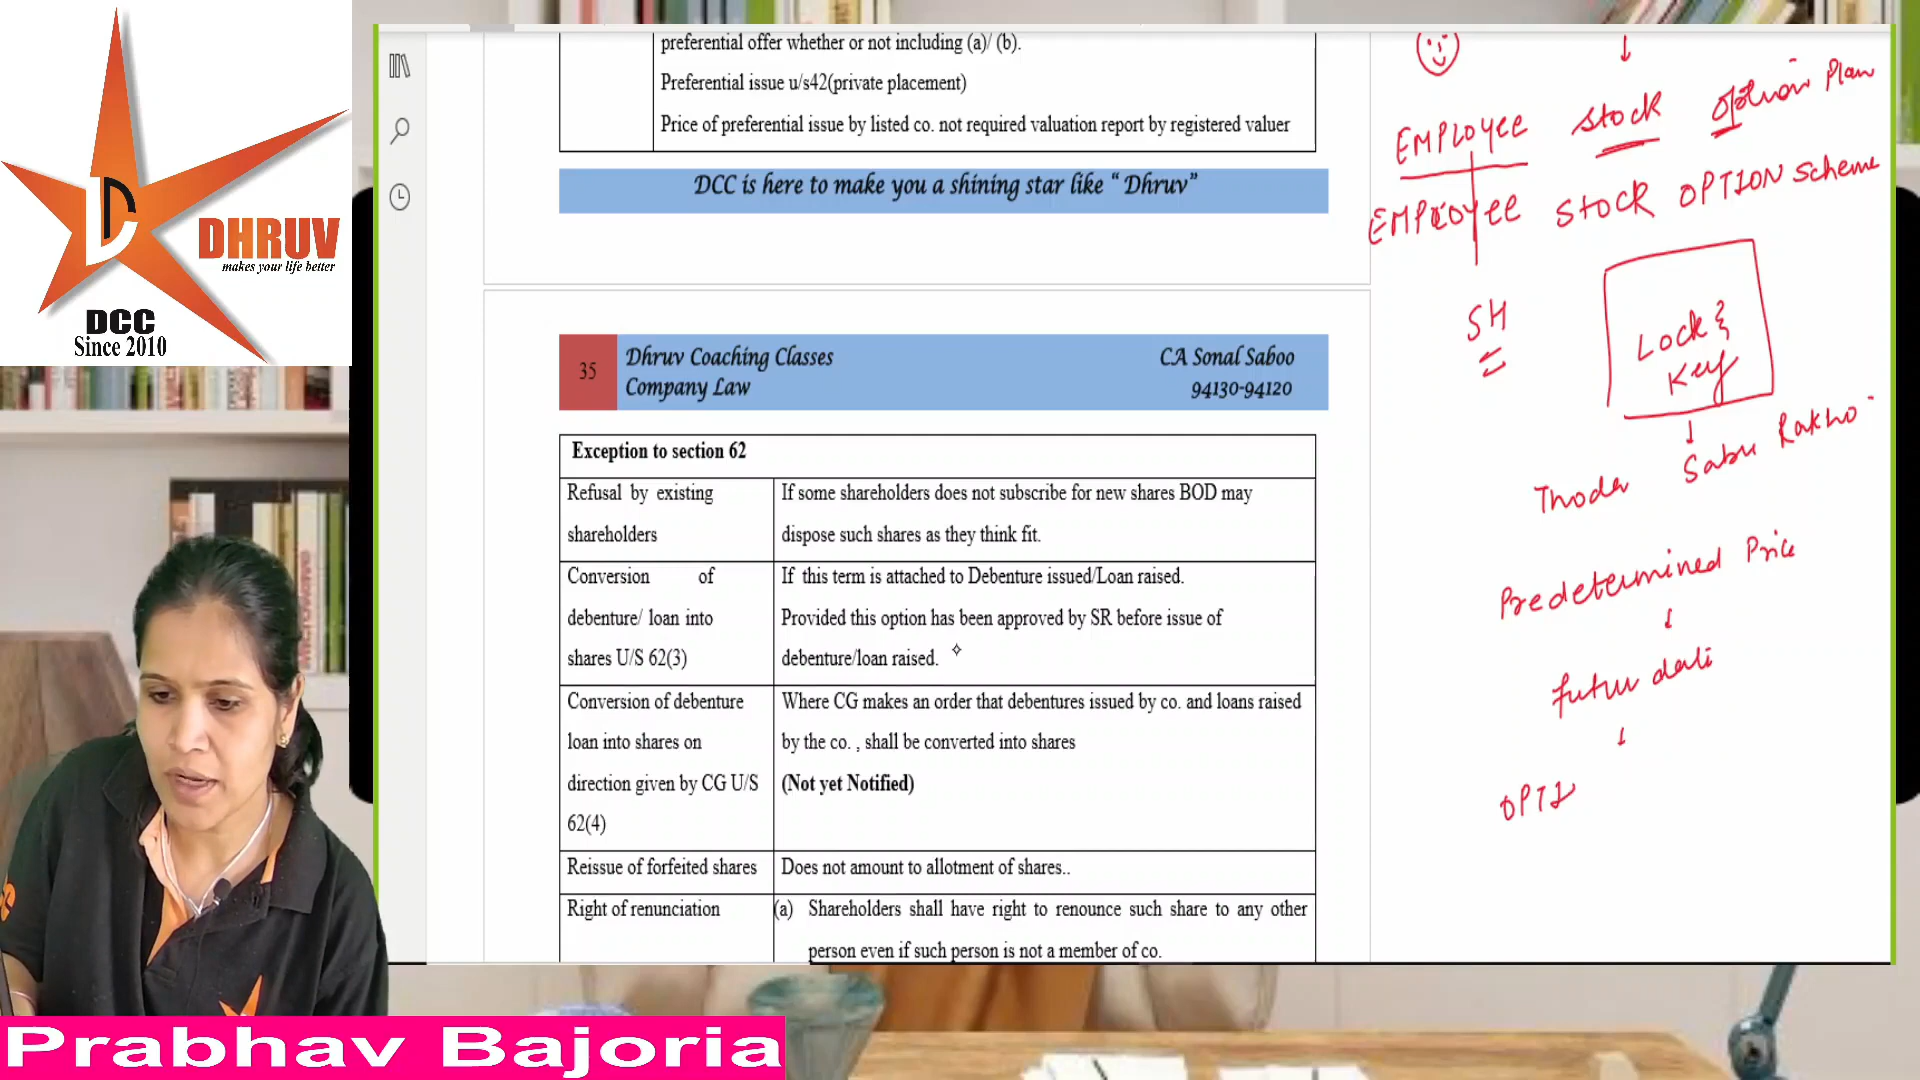 preferential offer whether or not including (a)/ (b).
Preferential issue u/s42(private placement)
Price of preferential issue by listed co. not required valuation report by registered valuer
DCC is here to make you a shining star like “ Dhruv”
35
Dhruv Coaching Classes
Company Law
CA Sonal Saboo
94130-94120
Exception to section 62
Refusal by existing
shareholders
If some shareholders does not subscribe for new shares BOD may
dispose such shares as they think fit.
Conversion of
debenture/ loan into
shares U/S 62(3)
If this term is attached to Debenture issued/Loan raised.
Provided this option has been approved by SR before issue of
debenture/loan raised.
Conversion of debenture
loan into shares on
direction given by CG U/S
62(4)
Where CG makes an order that debentures issued by co. and loans raised
by the co. , shall be converted into shares
(Not yet Notified)
Reissue of forfeited shares
Does not amount to allotment of shares..
Right of renunciation
(a) Shareholders shall have right to renounce such share to any other
person even if such person is not a member of co.
EMPLOYEE stock option Plan
EMPLOYEE STOCK OPTION scheme
SH
Lock &
Key
Thoda Sabu Rakho
Predetermined Price
OPTI
DC
DHRUV
makes your life better
DCC
Since 2010
Prabhav Bajoria